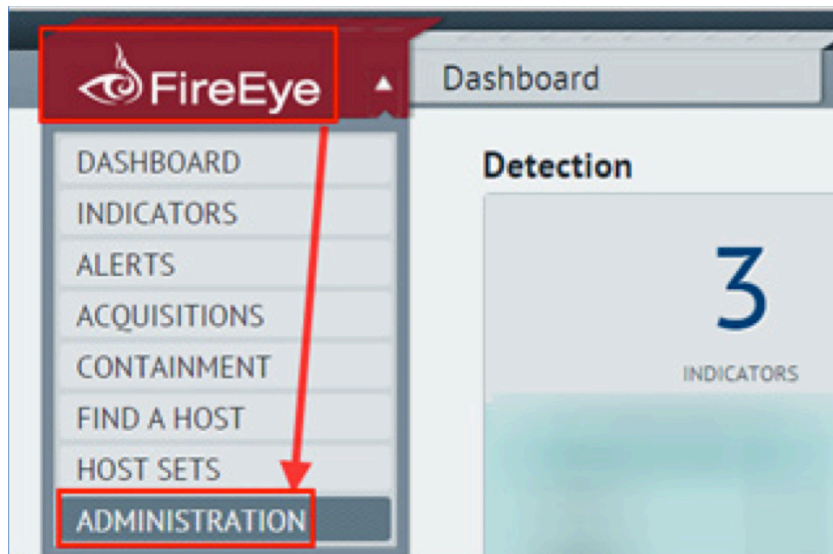 FireEye
Dashboard
DASHBOARD
INDICATORS
ALERTS
ACQUISITIONS
CONTAINMENT
FIND A HOST
HOST SETS
ADMINISTRATION
Detection
3
INDICATORS